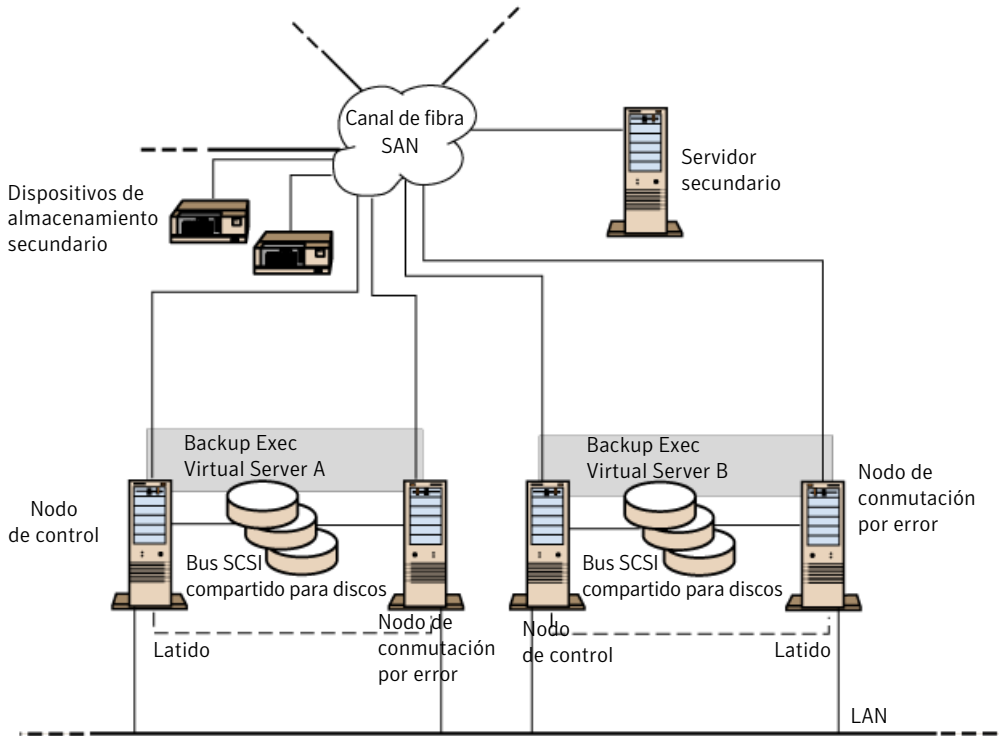 Canal de fibra
SAN
Servidor
secundario
Dispositivos de
almacenamiento
secundario
Backup Exec
Virtual Server A
Backup Exec
Virtual Server B
Nodo
de control
Nodo de
conmutación
por error
Bus SCSI
compartido para discos
Bus SCSI
compartido para discos
Latido
Nodo de
conmutación
por error
Nodo
de control
Latido
LAN